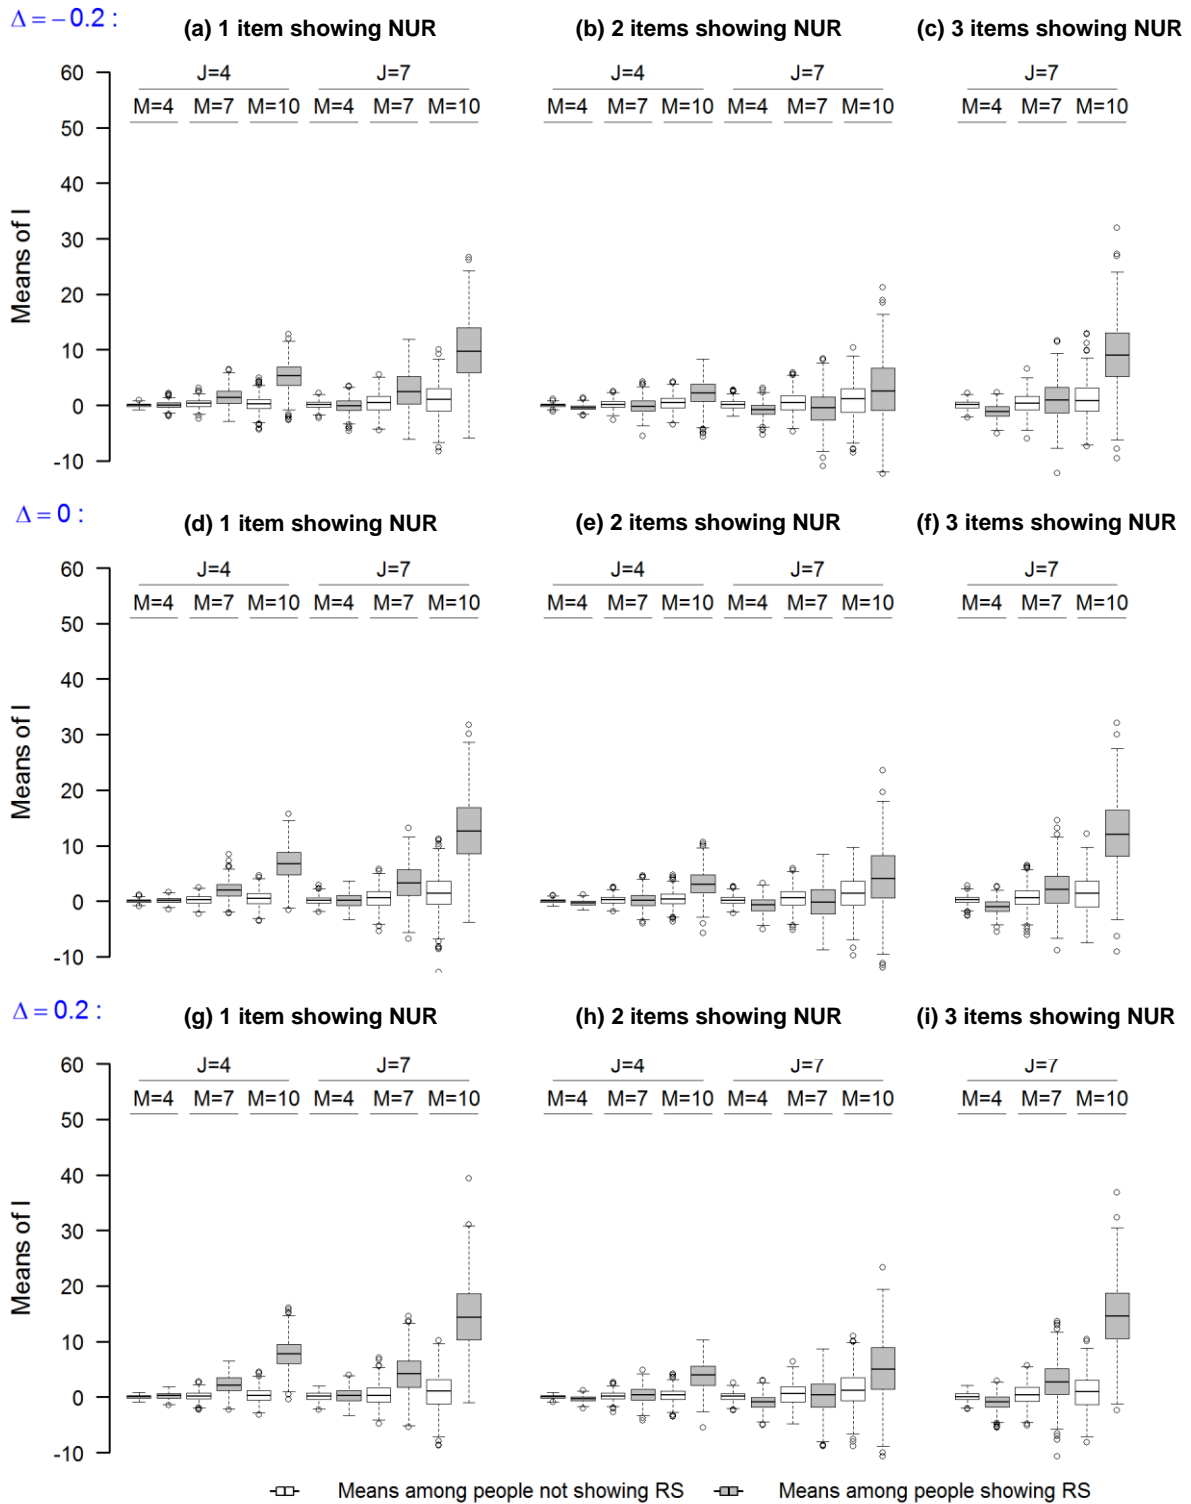 Δ = − 0.2 :
(a) 1 item showing NUR (b) 2 items showing NUR (c) 3 items showing NUR
J=4 J=7 J=4 J=7 J=7
M=4 M=7 M=10 M=4 M=7 M=10 M=4 M=7 M=10 M=4 M=7 M=10 M=4 M=7 M=10
60
50
40
30
20
10
0
-10
Means of I
Δ = 0 :
(d) 1 item showing NUR (e) 2 items showing NUR (f) 3 items showing NUR
J=4 J=7 J=4 J=7 J=7
M=4 M=7 M=10 M=4 M=7 M=10 M=4 M=7 M=10 M=4 M=7 M=10 M=4 M=7 M=10
60
50
40
30
20
10
0
-10
Means of I
Δ = 0.2 :
(g) 1 item showing NUR (h) 2 items showing NUR (i) 3 items showing NUR
J=4 J=7 J=4 J=7 J=7
M=4 M=7 M=10 M=4 M=7 M=10 M=4 M=7 M=10 M=4 M=7 M=10 M=4 M=7 M=10
60
50
40
30
20
10
0
-10
Means of I
Means among people not showing RS Means among people showing RS